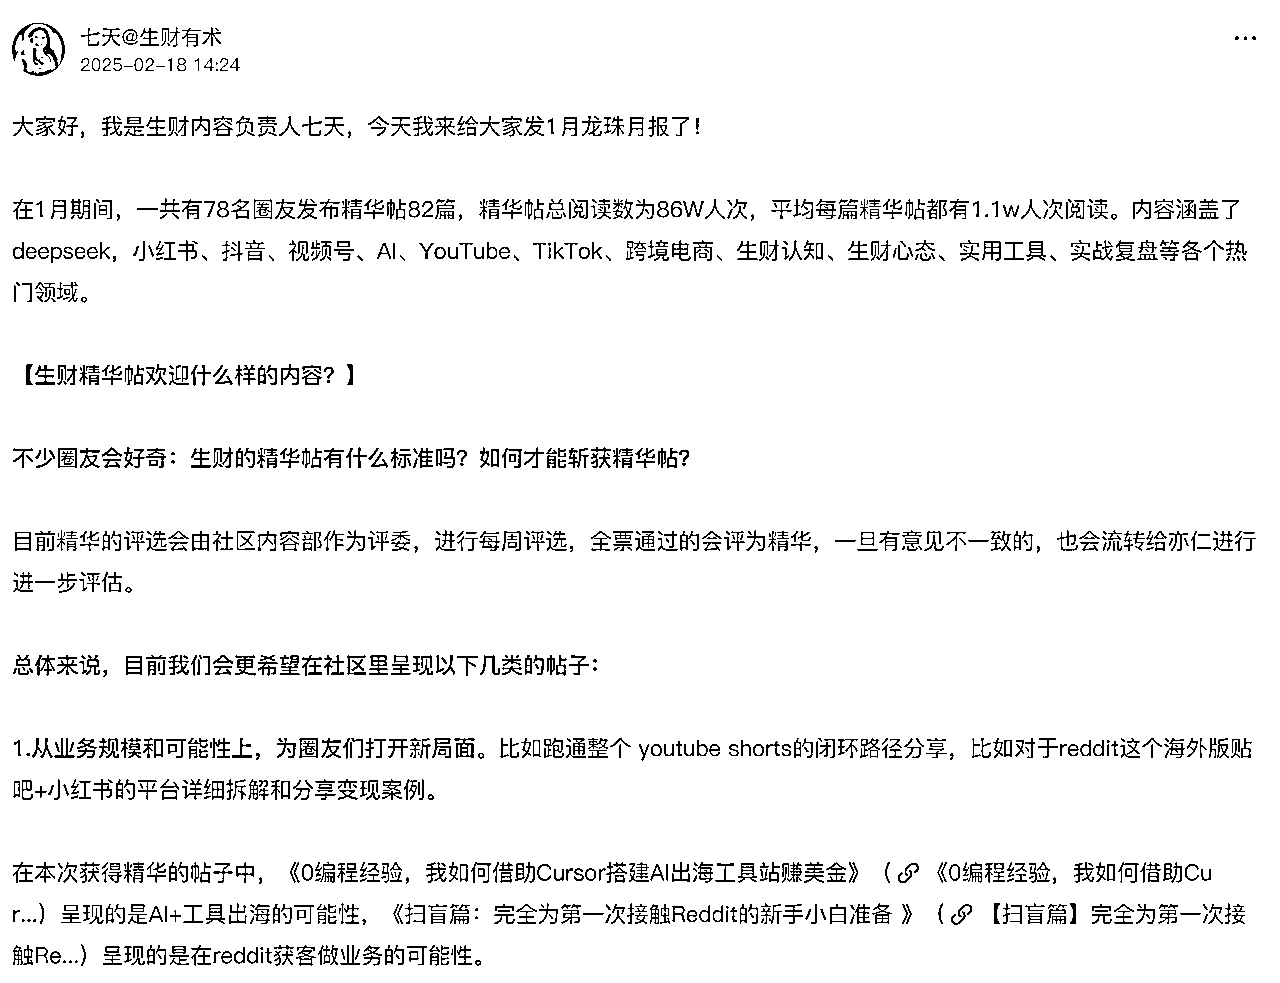 七天@生财有术
2025-02-18 14:24
大家好，我是生财内容负责人七天，今天我来给大家发1月龙珠月报了！
在1月期间，一共有78名圈友发布精华帖82篇，精华帖总阅读数为86W人次，平均每篇精华帖都有1.1w人次阅读。内容涵盖了
deepseek，小红书、抖音、视频号、AI、YouTube、TikTok、跨境电商、生财认知、生财心态、实用工具、实战复盘等各个热
门领域。
【生财精华帖欢迎什么样的内容？】
不少圈友会好奇：生财的精华帖有什么标准吗？如何才能斩获精华帖？
目前精华的评选会由社区内容部作为评委，进行每周评选，全票通过的会评为精华，一旦有意见不一致的，也会流转给亦仁进行
进一步评估。
总体来说，目前我们会更希望在社区里呈现以下几类的帖子：
1.从业务规模和可能性上，为圈友们打开新局面。比如跑通整个 youtube shorts的闭环路径分享，比如对于reddit这个海外版贴
吧+小红书的平台详细拆解和分享变现案例。
在本次获得精华的帖子中，《0编程经验，我如何借助Cursor搭建AI出海工具站赚美金》（《0编程经验，我如何借助Cu
r...）呈现的是AI+工具出海的可能性，《扫盲篇：完全为第一次接触Reddit的新手小白准备 》（【扫盲篇】完全为第一次接
触Re...）呈现的是在reddit获客做业务的可能性。